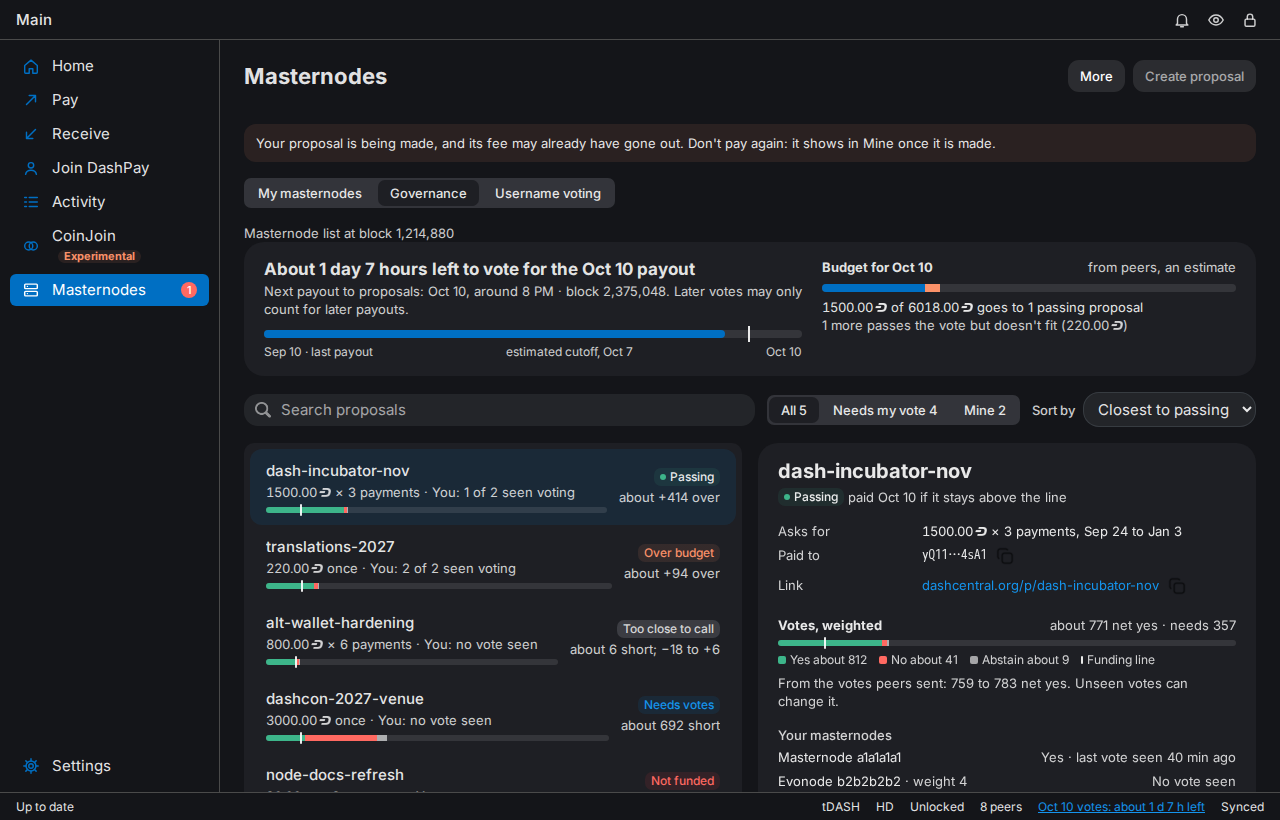 Main
Home
Pay
Receive
Join DashPay
Activity
CoinJoin
Experimental
Masternodes 1
Settings
Masternodes
More
Create proposal
Your proposal is being made, and its fee may already have gone out. Don't pay again: it shows in Mine once it is made.
My masternodes Governance Username voting
Masternode list at block 1,214,880
About 1 day 7 hours left to vote for the Oct 10 payout
Next payout to proposals: Oct 10, around 8 PM · block 2,375,048. Later votes may only
count for later payouts.
Sep 10 · last payout estimated cutoff, Oct 7 Oct 10
Budget for Oct 10 from peers, an estimate
1500.00 of 6018.00 goes to 1 passing proposal
1 more passes the vote but doesn't fit (220.00)
Search proposals
All 5 Needs my vote 4 Mine 2
Sort by Closest to passing
dash-incubator-nov
Passing
1500.00 × 3 payments · You: 1 of 2 seen voting
about +414 over
translations-2027
Over budget
220.00 once · You: 2 of 2 seen voting
about +94 over
alt-wallet-hardening
Too close to call
800.00 × 6 payments · You: no vote seen
about 6 short; −18 to +6
dashcon-2027-venue
Needs votes
3000.00 once · You: no vote seen
about 692 short
node-docs-refresh
Not funded
dash-incubator-nov
Passing paid Oct 10 if it stays above the line
Asks for 1500.00 × 3 payments, Sep 24 to Jan 3
Paid to yQ11···4sA1
Link dashcentral.org/p/dash-incubator-nov
Votes, weighted about 771 net yes · needs 357
Yes about 812 No about 41 Abstain about 9 Funding line
From the votes peers sent: 759 to 783 net yes. Unseen votes can
change it.
Your masternodes
Masternode a1a1a1a1 Yes · last vote seen 40 min ago
Evonode b2b2b2b2 · weight 4 No vote seen
Up to date
tDASH HD Unlocked 8 peers Oct 10 votes: about 1 d 7 h left Synced